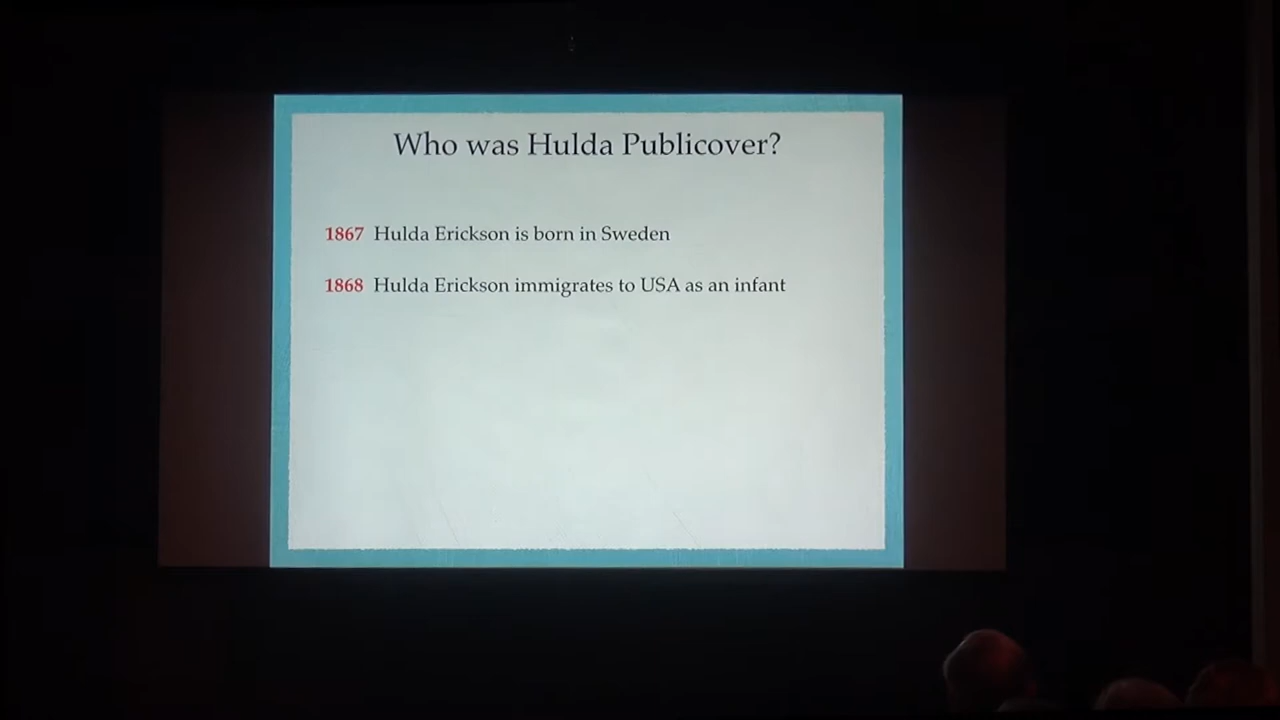 Who was Hulda Publicover?
1867 Hulda Erickson is born in Sweden
1868 Hulda Erickson immigrates to USA as an infant